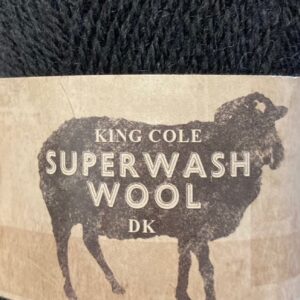 KING COLE
SUPERWASH
WOOL
DK